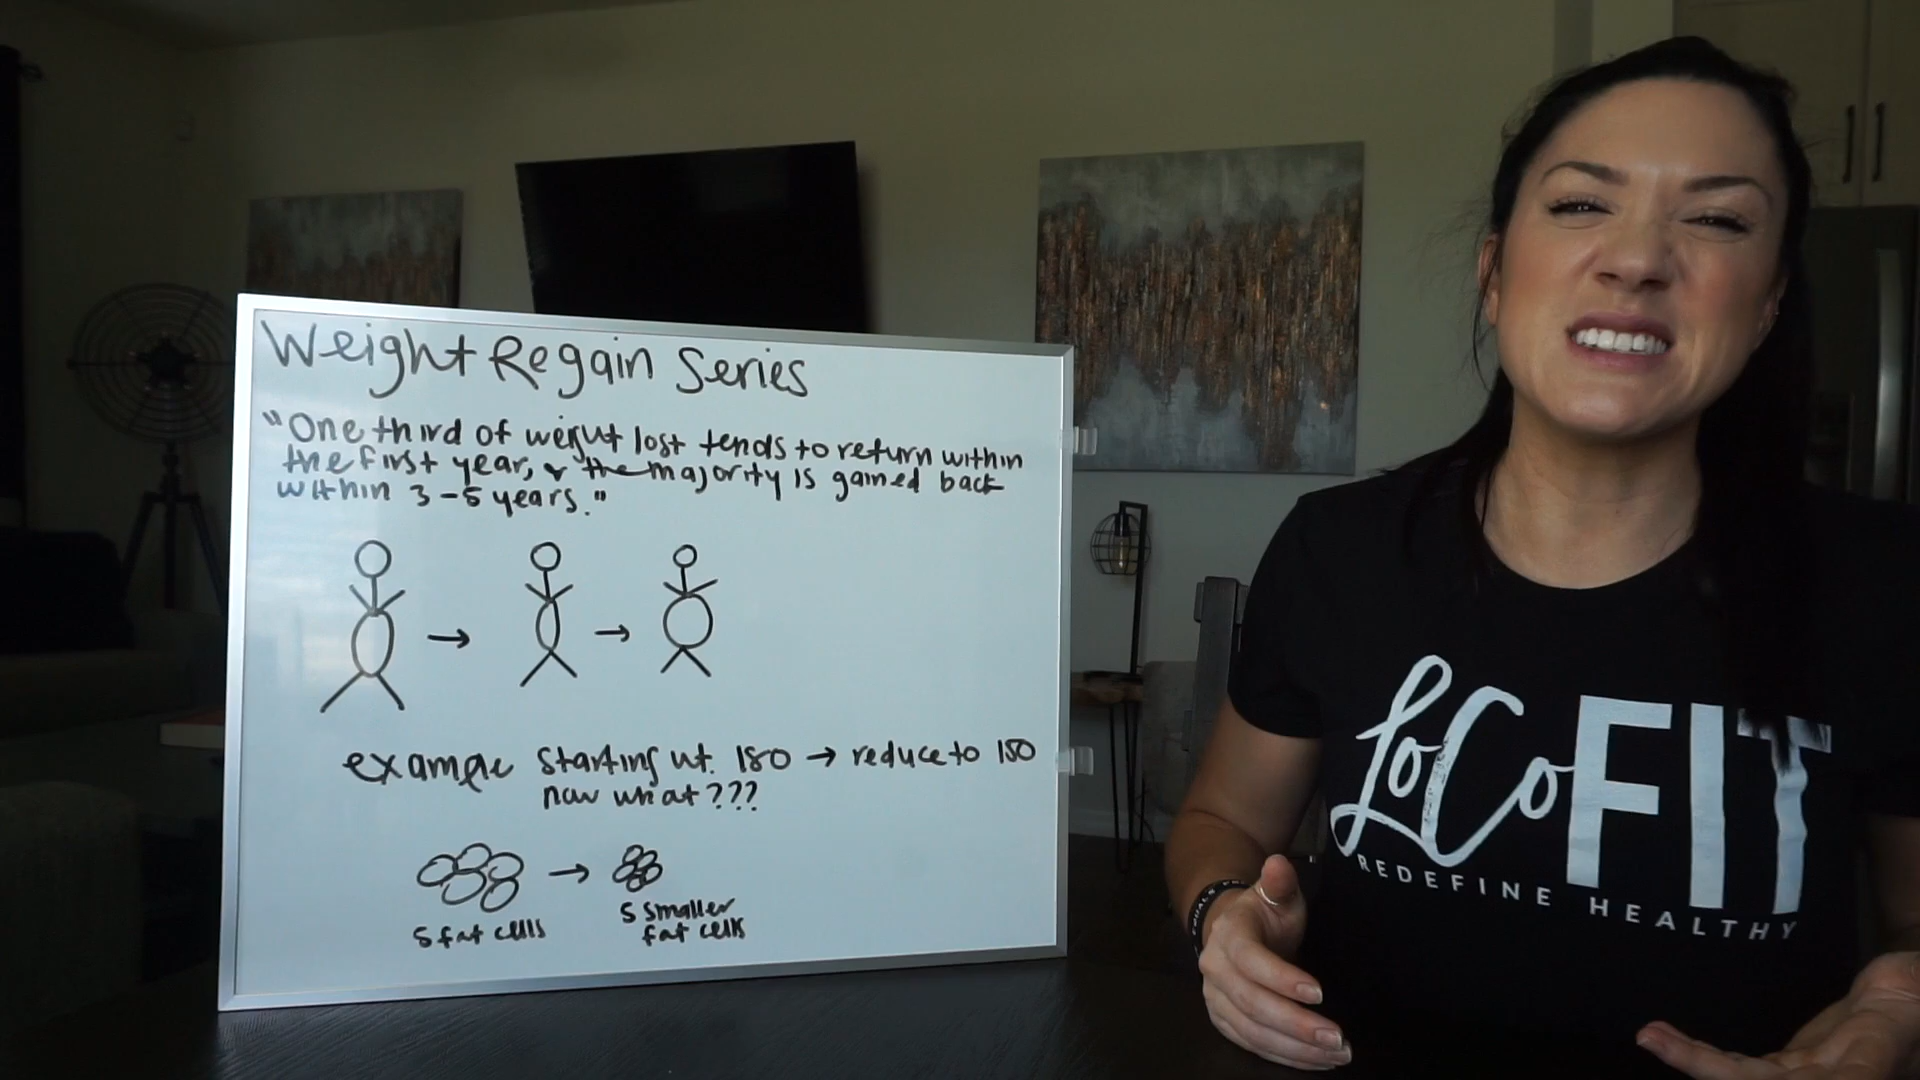 Weight Regain Series
"One third of weight lost tends to return within
the first year, & the majority is gained back
within 3-5 years."
example starting wt. 180 → reduce to 150
now what???
5 fat cells
→
5 smaller
fat cells
LoCoFIT
REDEFINE HEALTHY